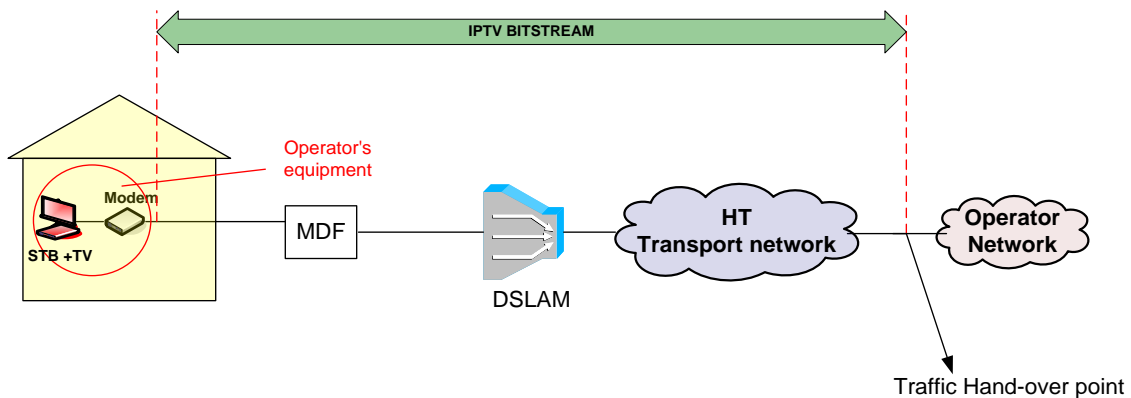 IPTV BITSTREAM
Operator's
equipment
Modem
STB +TV
MDF
DSLAM
HT
Transport network
Operator
Network
Traffic Hand-over point